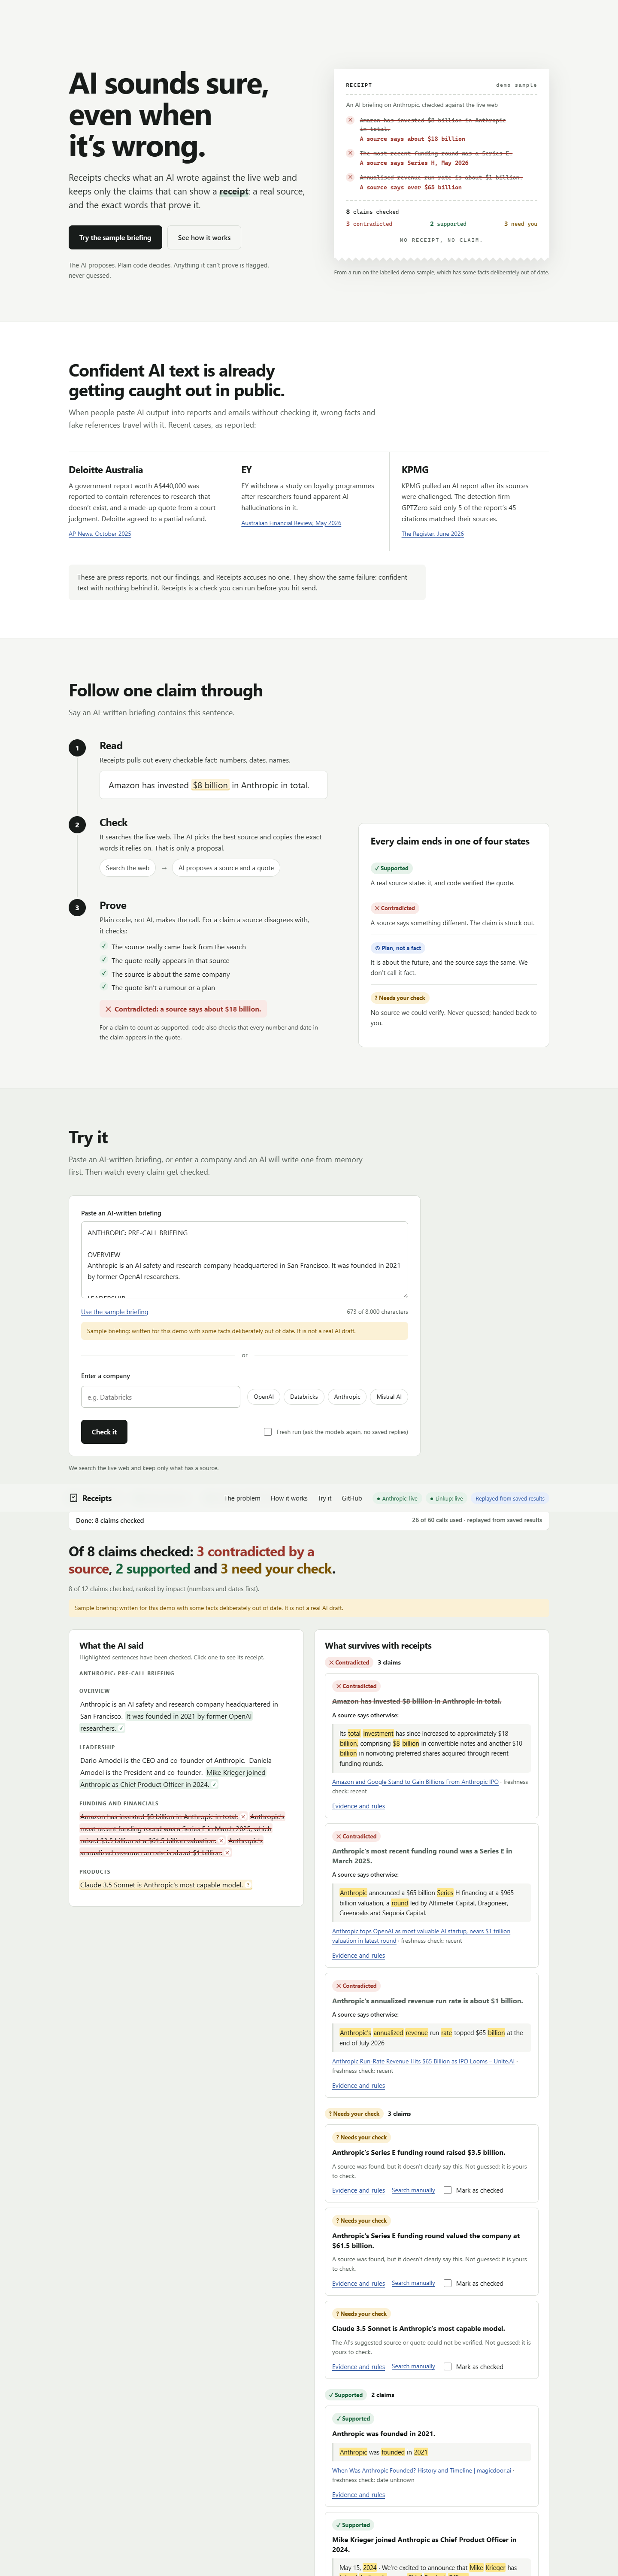 AI sounds sure,
even when
it's wrong.
Receipts checks what an AI wrote against the live web and
keeps only the claims that can show a receipt: a real source,
and the exact words that prove it.
Try the sample briefing
See how it works
The AI proposes. Plain code decides. Anything it can't prove is flagged,
never guessed.
RECEIPT
demo sample
An AI briefing on Anthropic, checked against the live web
Amazon has invested $8 billion in Anthropic
in total.
A source says about $18 billion
The most recent funding round was a Series E.
A source says Series H, May 2026
Annualised revenue run rate is about $1 billion.
A source says over $65 billion
8 claims checked
3 contradicted
2 supported
3 need you
NO RECEIPT, NO CLAIM.
From a run on the labelled demo sample, which has some facts deliberately out of date.
Confident AI text is already
getting caught out in public.
When people paste AI output into reports and emails without checking it, wrong facts and
fake references travel with it. Recent cases, as reported:
Deloitte Australia
A government report worth A$440,000 was
reported to contain references to research that
doesn't exist, and a made-up quote from a court
judgment. Deloitte agreed to a partial refund.
AP News, October 2025
EY
EY withdrew a study on loyalty programmes
after researchers found apparent AI
hallucinations in it.
Australian Financial Review, May 2026
KPMG
KPMG pulled an AI report after its sources
were challenged. The detection firm
GPTZero said only 5 of the report's 45
citations matched their sources.
The Register, June 2026
These are press reports, not our findings, and Receipts accuses no one. They show the same failure: confident
text with nothing behind it. Receipts is a check you can run before you hit send.
Follow one claim through
Say an AI-written briefing contains this sentence.
1
Read
Receipts pulls out every checkable fact: numbers, dates, names.
Amazon has invested $8 billion in Anthropic in total.
2
Check
It searches the live web. The AI picks the best source and copies the exact
words it relies on. That is only a proposal.
Search the web → AI proposes a source and a quote
3
Prove
Plain code, not AI, makes the call. For a claim a source disagrees with,
it checks:
✓ The source really came back from the search
✓ The quote really appears in that source
✓ The source is about the same company
✓ The quote isn't a rumour or a plan
✕ Contradicted: a source says about $18 billion.
For a claim to count as supported, code also checks that every number and date in
the claim appears in the quote.
Every claim ends in one of four states
✓ Supported
A real source states it, and code verified the quote.
✕ Contradicted
A source says something different. The claim is struck out.
Plan, not a fact
It is about the future, and the source says the same. We
don't call it fact.
? Needs your check
No source we could verify. Never guessed; handed back to
you.
Try it
Paste an AI-written briefing, or enter a company and an AI will write one from memory
first. Then watch every claim get checked.
Paste an AI-written briefing
ANTHROPIC: PRE-CALL BRIEFING
OVERVIEW
Anthropic is an AI safety and research company headquartered in San Francisco. It was founded in 2021
by former OpenAI researchers.
LEADERSHIP
Use the sample briefing
673 of 8,000 characters
Sample briefing: written for this demo with some facts deliberately out of date. It is not a real AI draft.
or
Enter a company
e.g. Databricks
OpenAI
Databricks
Anthropic
Mistral AI
Check it
Fresh run (ask the models again, no saved replies)
We search the live web and keep only what has a source.
Receipts
The problem
How it works
Try it
GitHub
Anthropic: live
Linkup: live
Replayed from saved results
Done: 8 claims checked
26 of 60 calls used · replayed from saved results
Of 8 claims checked: 3 contradicted by a
source, 2 supported and 3 need your check.
8 of 12 claims checked, ranked by impact (numbers and dates first).
Sample briefing: written for this demo with some facts deliberately out of date. It is not a real AI draft.
What the AI said
Highlighted sentences have been checked. Click one to see its receipt.
ANTHROPIC: PRE-CALL BRIEFING
OVERVIEW
Anthropic is an AI safety and research company headquartered in
San Francisco. It was founded in 2021 by former OpenAI
researchers. ✓
LEADERSHIP
Dario Amodei is the CEO and co-founder of Anthropic. Daniela
Amodei is the President and co-founder. Mike Krieger joined
Anthropic as Chief Product Officer in 2024. ✓
FUNDING AND FINANCIALS
Amazon has invested $8 billion in Anthropic in total. ✕ Anthropic's
most recent funding round was a Series E in March 2025, which
raised $3.5 billion at a $61.5 billion valuation. ✕ Anthropic's
annualized revenue run rate is about $1 billion. ✕
PRODUCTS
Claude 3.5 Sonnet is Anthropic's most capable model. ?
What survives with receipts
✕ Contradicted 3 claims
✕ Contradicted
Amazon has invested $8 billion in Anthropic in total.
A source says otherwise:
Its total investment has since increased to approximately $18
billion, comprising $8 billion in convertible notes and another $10
billion in nonvoting preferred shares acquired through recent
funding rounds.
Amazon and Google Stand to Gain Billions From Anthropic IPO · freshness
check: recent
Evidence and rules
✕ Contradicted
Anthropic's most recent funding round was a Series E in
March 2025.
A source says otherwise:
Anthropic announced a $65 billion Series H financing at a $965
billion valuation, a round led by Altimeter Capital, Dragoneer,
Greenoaks and Sequoia Capital.
Anthropic tops OpenAI as most valuable AI startup, nears $1 trillion
valuation in latest round · freshness check: recent
Evidence and rules
✕ Contradicted
Anthropic's annualized revenue run rate is about $1 billion.
A source says otherwise:
Anthropic's annualized revenue run rate topped $65 billion at the
end of July 2026
Anthropic Run-Rate Revenue Hits $65 Billion as IPO Looms – Unite.AI ·
freshness check: recent
Evidence and rules
? Needs your check 3 claims
? Needs your check
Anthropic's Series E funding round raised $3.5 billion.
A source was found, but it doesn't clearly say this. Not guessed: it is yours
to check.
Evidence and rules
Search manually
Mark as checked
? Needs your check
Anthropic's Series E funding round valued the company at
$61.5 billion.
A source was found, but it doesn't clearly say this. Not guessed: it is yours
to check.
Evidence and rules
Search manually
Mark as checked
? Needs your check
Claude 3.5 Sonnet is Anthropic's most capable model.
The AI's suggested source or quote could not be verified. Not guessed: it is
yours to check.
Evidence and rules
Search manually
Mark as checked
✓ Supported 2 claims
✓ Supported
Anthropic was founded in 2021.
Anthropic was founded in 2021
When Was Anthropic Founded? History and Timeline | magicdoor.ai ·
freshness check: date unknown
Evidence and rules
✓ Supported
Mike Krieger joined Anthropic as Chief Product Officer in
2024.
May 15, 2024 · We're excited to announce that Mike Krieger has